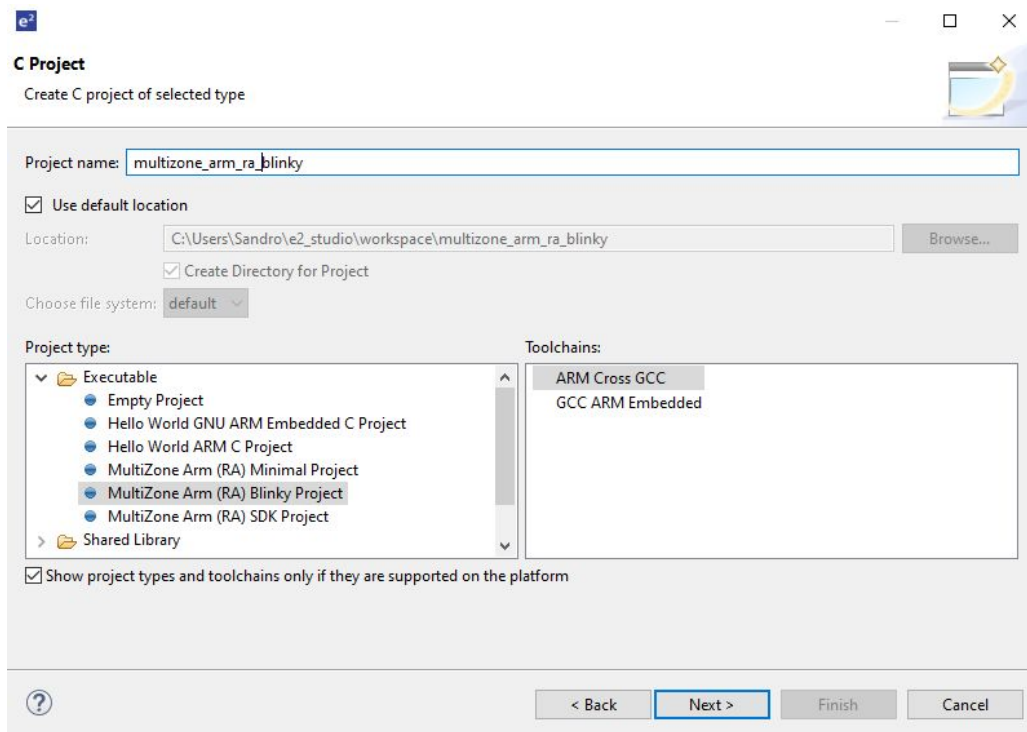 e²
C Project
Create C project of selected type
Project name: multizone_arm_ra_blinky
Use default location
Location: C:\Users\Sandro\e2_studio\workspace\multizone_arm_ra_blinky Browse...
Create Directory for Project
Choose file system: default
Project type: Toolchains:
Executable ARM Cross GCC
Empty Project GCC ARM Embedded
Hello World GNU ARM Embedded C Project
Hello World ARM C Project
MultiZone Arm (RA) Minimal Project
MultiZone Arm (RA) Blinky Project
MultiZone Arm (RA) SDK Project
Shared Library
Show project types and toolchains only if they are supported on the platform
? < Back Next > Finish Cancel